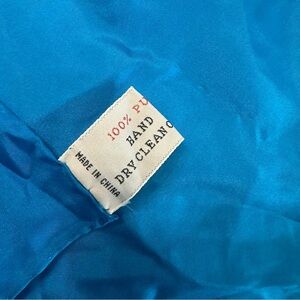 100% PU
HAND
DRY CLEAN O
MADE IN CHINA